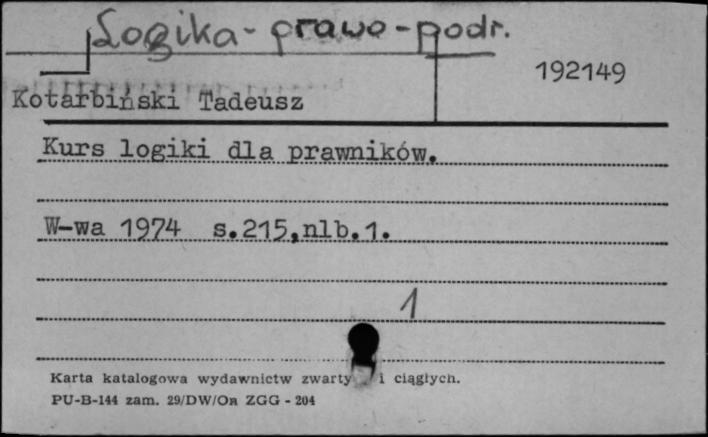 Logika - prawo - podr.
192149
Kotarbiński Tadeusz
Kurs logiki dla prawników.
W-wa 1974 s.215,nlb.1.
1
Karta katalogowa wydawnictw zwarty i ciągłych.
PU-B-144 zam. 29/DW/Oa ZGG - 204